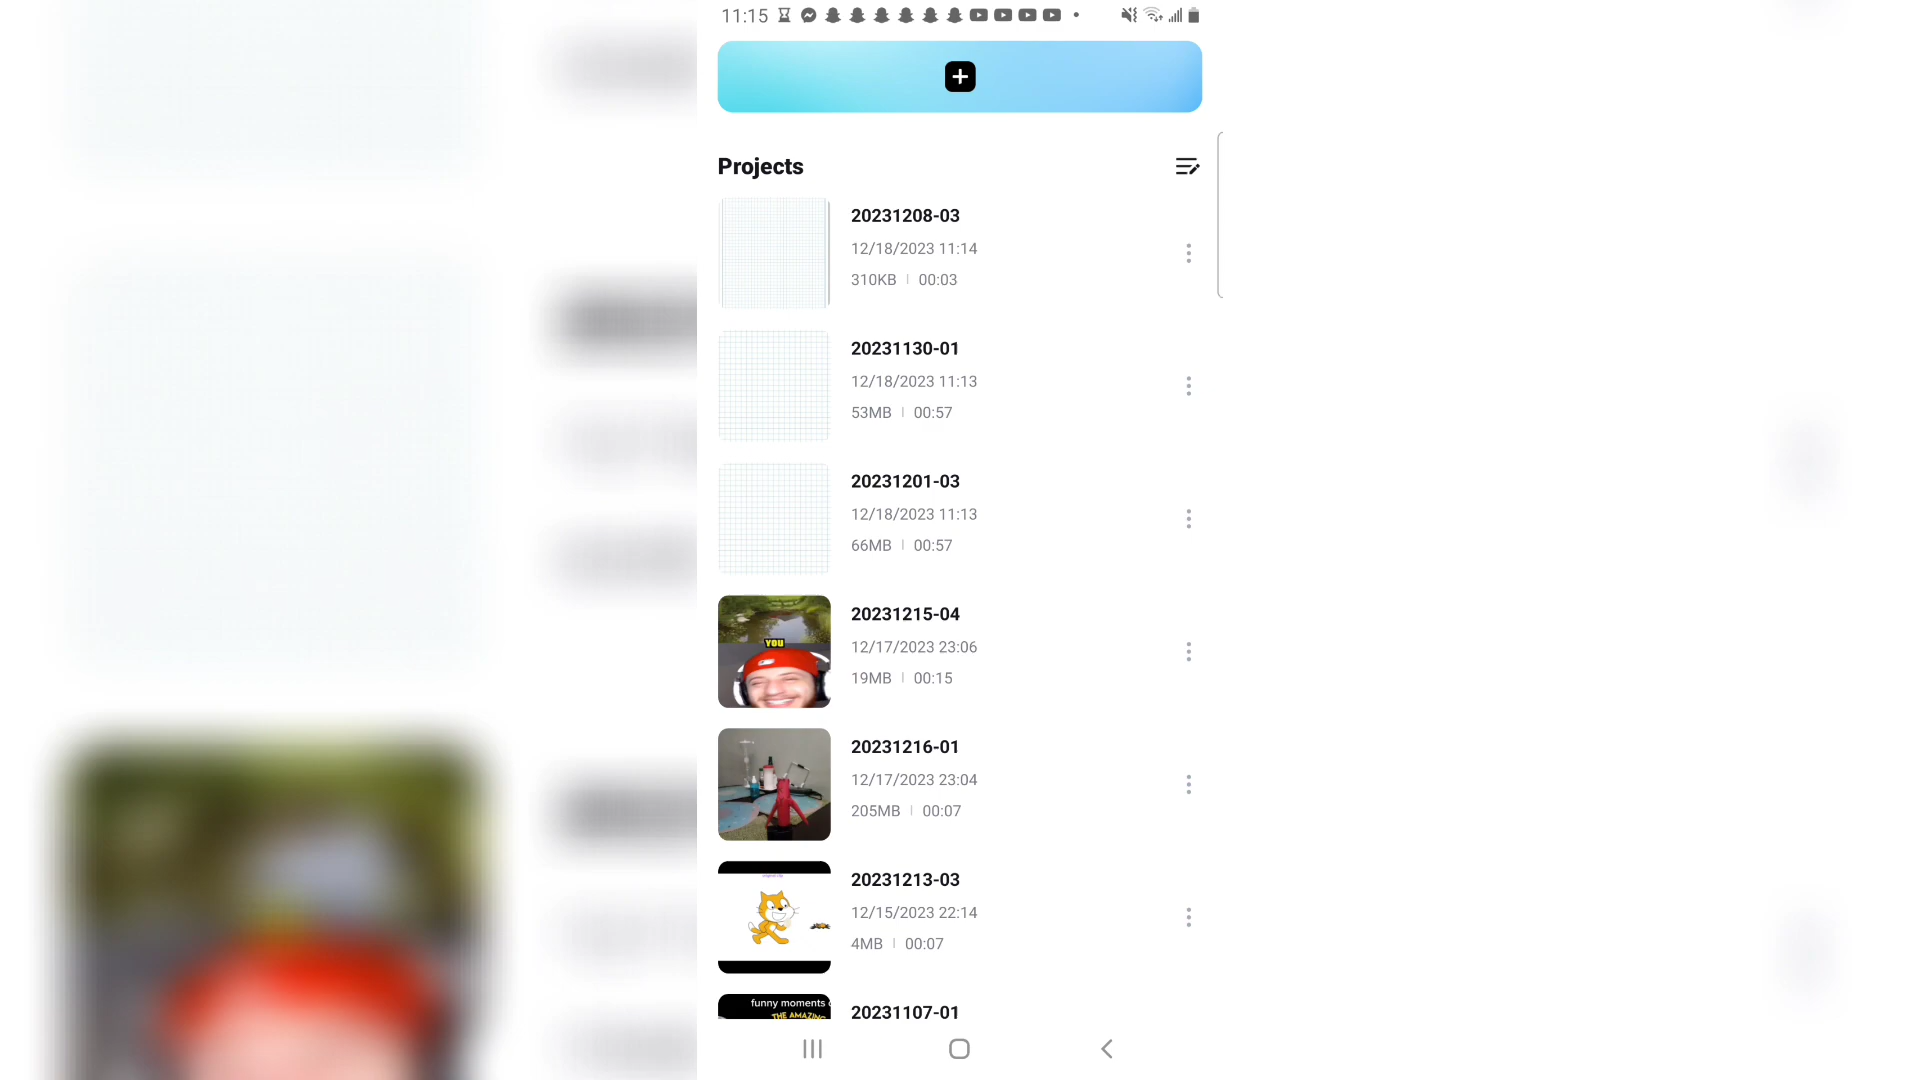 11:15
Projects
20231208-03
12/18/2023 11:14
310KB | 00:03
20231130-01
12/18/2023 11:13
53MB | 00:57
20231201-03
12/18/2023 11:13
66MB | 00:57
YOU
20231215-04
12/17/2023 23:06
19MB | 00:15
20231216-01
12/17/2023 23:04
205MB | 00:07
20231213-03
12/15/2023 22:14
4MB | 00:07
funny moments
THE AMAZING
20231107-01